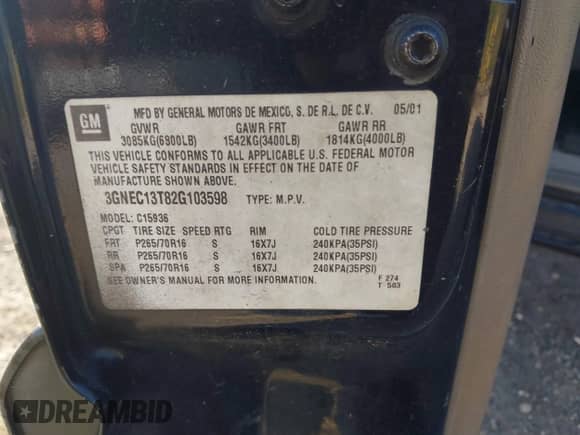 GM
MFD BY GENERAL MOTORS DE MEXICO, S. DE R.L. DE C.V. 05/01
GVWR GAWR FRT GAWR RR
3085KG(6800LB) 1542KG(3400LB) 1814KG(4000LB)
THIS VEHICLE CONFORMS TO ALL APPLICABLE U.S. FEDERAL MOTOR
VEHICLE SAFETY STANDARDS IN EFFECT ON THE DATE OF
MANUFACTURE SHOWN ABOVE.
3GNEC13T82G103598 TYPE: M.P.V.
MODEL: C15936
CPGT TIRE SIZE SPEED RTG RIM COLD TIRE PRESSURE
FRT P265/70R16 S 16X7J 240KPA(35PSI)
RR P265/70R16 S 16X7J 240KPA(35PSI)
SPA P265/70R16 S 16X7J 240KPA(35PSI)
SEE OWNER'S MANUAL FOR MORE INFORMATION.
F 274
T 503
DREAMBID